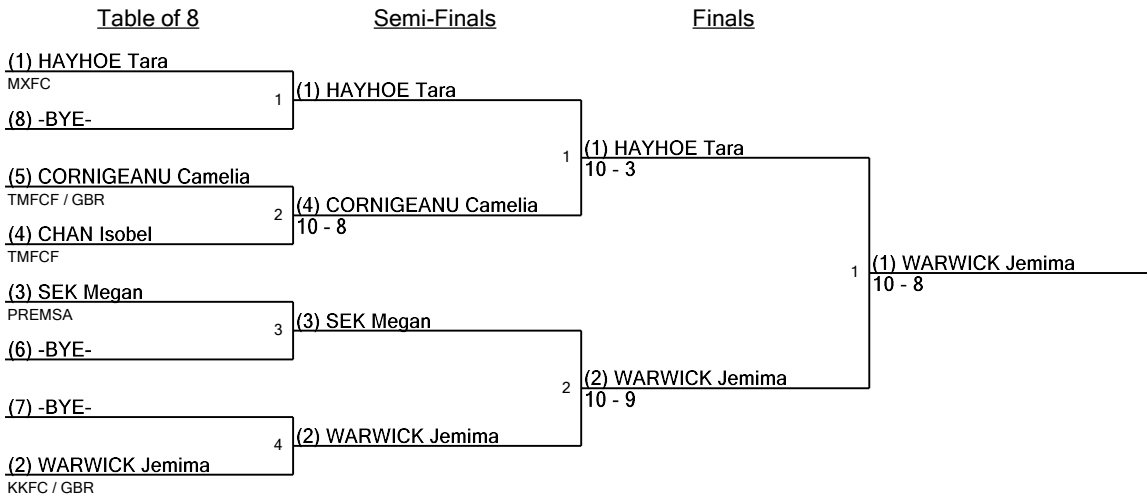 Table of 8
Semi-Finals
Finals
(1) HAYHOE Tara
MXFC
1
(8) -BYE-
(1) HAYHOE Tara
(5) CORNIGEANU Camelia
TMFCF / GBR
2
(4) CHAN Isobel
TMFCF
(4) CORNIGEANU Camelia
10 - 8
1
(1) HAYHOE Tara
10 - 3
(3) SEK Megan
PREMSA
3
(6) -BYE-
(3) SEK Megan
(7) -BYE-
4
(2) WARWICK Jemima
KKFC / GBR
(2) WARWICK Jemima
2
(2) WARWICK Jemima
10 - 9
1
(1) WARWICK Jemima
10 - 8